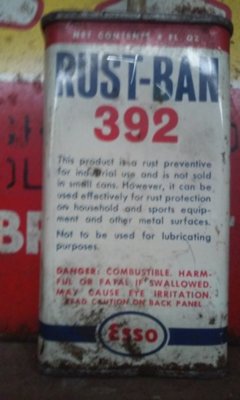 NET CONTENTS 4 FL. OZ.
RUST-BAN
392
This product is a rust preventive
for industrial use and is not sold
in small cans. However, it can be
used effectively for rust protection
on household and sports equip-
ment and other metal surfaces.
Not to be used for lubricating
purposes.
DANGER: COMBUSTIBLE. HARM-
FUL OR FATAL IF SWALLOWED.
MAY CAUSE EYE IRRITATION.
READ CAUTION ON BACK PANEL
Esso